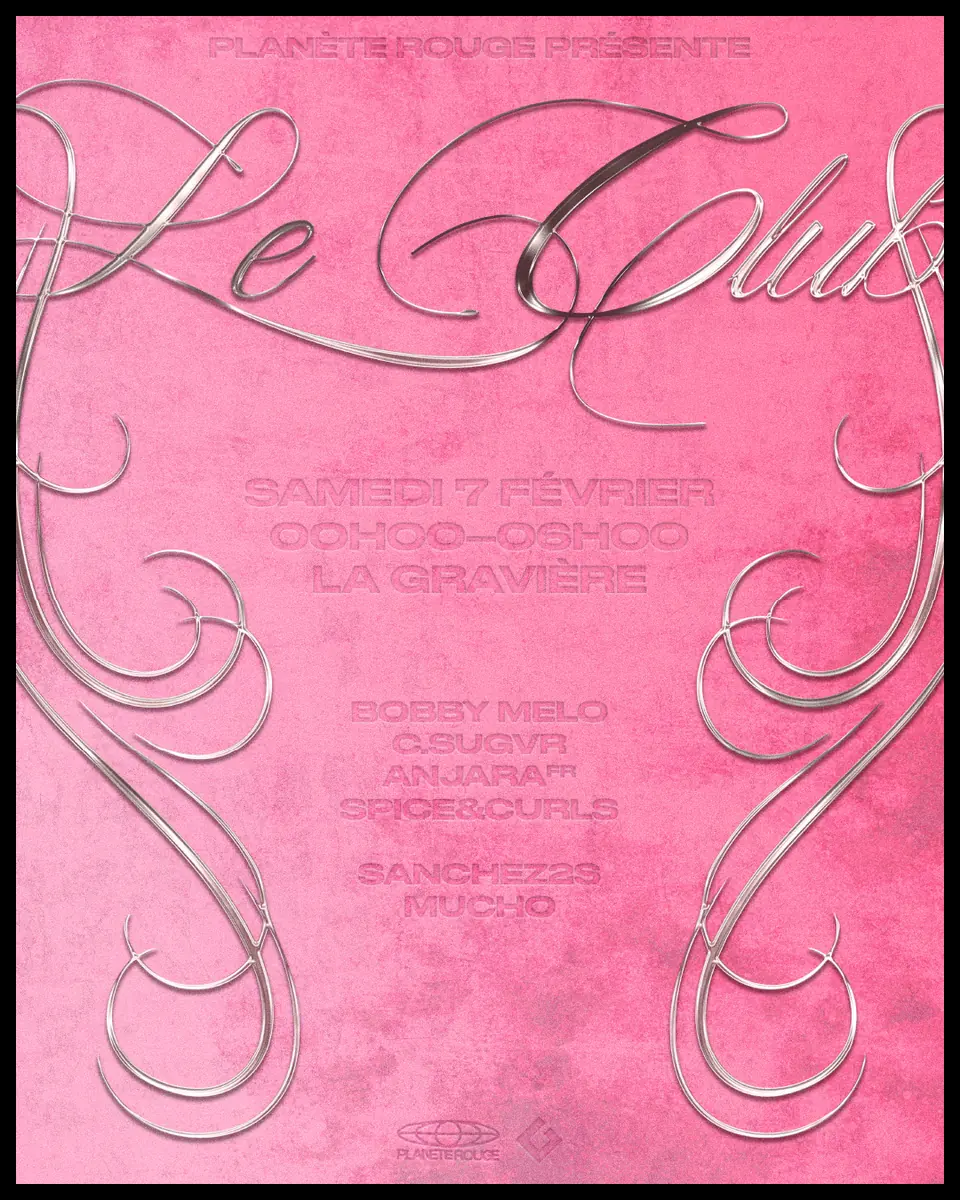 PLANÈTE ROUGE PRÉSENTE
Le Club
SAMEDI 7 FÉVRIER
00H00—06H00
LA GRAVIÈRE
BOBBY MELO
C.SUGVR
ANJARA FR
SPICE&CURLS
SANCHEZ2S
MUCHO
PLANÈTE ROUGE